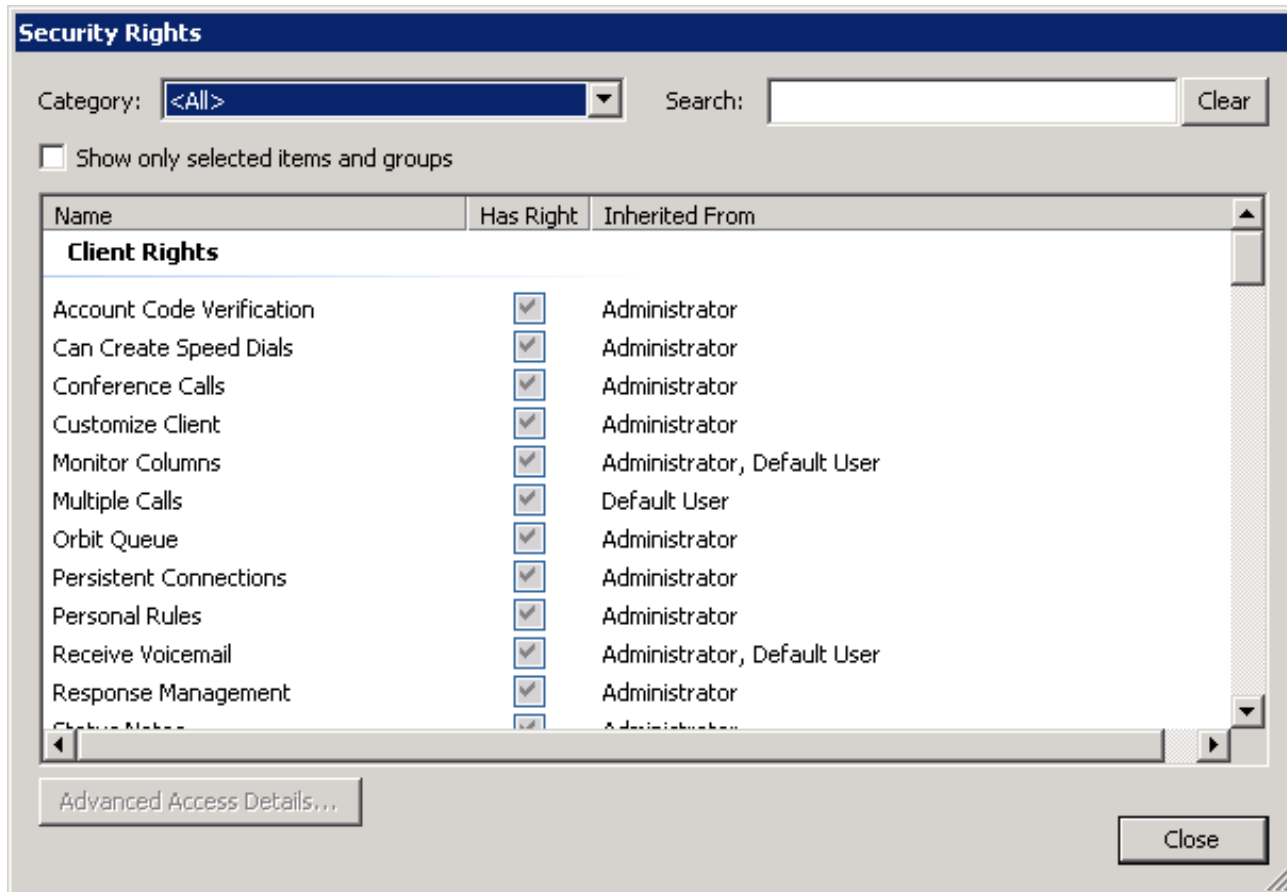 Security Rights
Category: <All> Search: Clear
Show only selected items and groups
Name Has Right Inherited From
Client Rights
Account Code Verification Administrator
Can Create Speed Dials Administrator
Conference Calls Administrator
Customize Client Administrator
Monitor Columns Administrator, Default User
Multiple Calls Default User
Orbit Queue Administrator
Persistent Connections Administrator
Personal Rules Administrator
Receive Voicemail Administrator, Default User
Response Management Administrator
Status Notes Administrator
Advanced Access Details...
Close